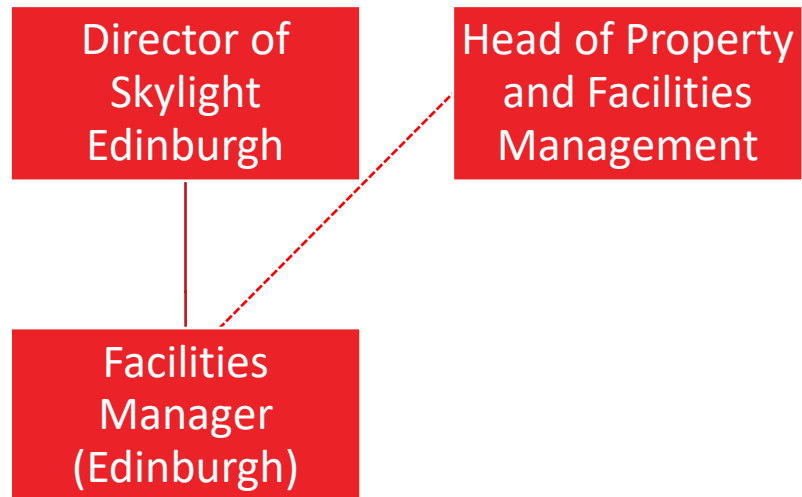 Director of
Skylight
Edinburgh
Head of Property
and Facilities
Management
Facilities
Manager
(Edinburgh)